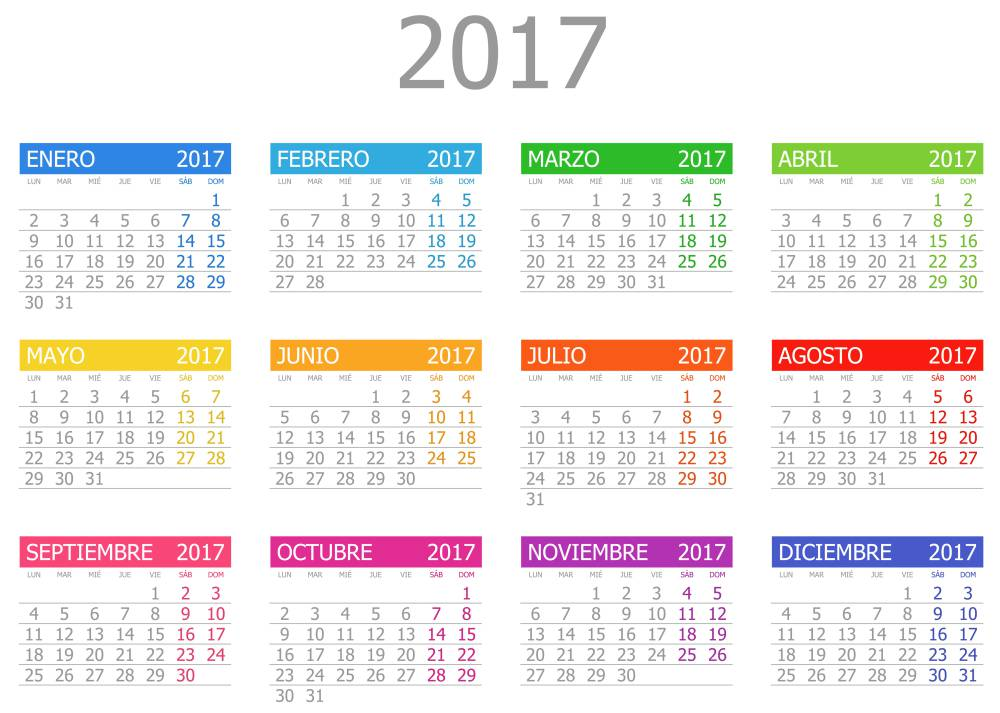 2017
ENERO 2017
LUN MAR MIÉ JUE VIE SÁB DOM
1
2 3 4 5 6 7 8
9 10 11 12 13 14 15
16 17 18 19 20 21 22
23 24 25 26 27 28 29
30 31
FEBRERO 2017
LUN MAR MIÉ JUE VIE SÁB DOM
1 2 3 4 5
6 7 8 9 10 11 12
13 14 15 16 17 18 19
20 21 22 23 24 25 26
27 28
MARZO 2017
LUN MAR MIÉ JUE VIE SÁB DOM
1 2 3 4 5
6 7 8 9 10 11 12
13 14 15 16 17 18 19
20 21 22 23 24 25 26
27 28 29 30 31
ABRIL 2017
LUN MAR MIÉ JUE VIE SÁB DOM
1 2
3 4 5 6 7 8 9
10 11 12 13 14 15 16
17 18 19 20 21 22 23
24 25 26 27 28 29 30
MAYO 2017
LUN MAR MIÉ JUE VIE SÁB DOM
1 2 3 4 5 6 7
8 9 10 11 12 13 14
15 16 17 18 19 20 21
22 23 24 25 26 27 28
29 30 31
JUNIO 2017
LUN MAR MIÉ JUE VIE SÁB DOM
1 2 3 4
5 6 7 8 9 10 11
12 13 14 15 16 17 18
19 20 21 22 23 24 25
26 27 28 29 30
JULIO 2017
LUN MAR MIÉ JUE VIE SÁB DOM
1 2
3 4 5 6 7 8 9
10 11 12 13 14 15 16
17 18 19 20 21 22 23
24 25 26 27 28 29 30
31
AGOSTO 2017
LUN MAR MIÉ JUE VIE SÁB DOM
1 2 3 4 5 6
7 8 9 10 11 12 13
14 15 16 17 18 19 20
21 22 23 24 25 26 27
28 29 30 31
SEPTIEMBRE 2017
LUN MAR MIÉ JUE VIE SÁB DOM
1 2 3
4 5 6 7 8 9 10
11 12 13 14 15 16 17
18 19 20 21 22 23 24
25 26 27 28 29 30
OCTUBRE 2017
LUN MAR MIÉ JUE VIE SÁB DOM
1
2 3 4 5 6 7 8
9 10 11 12 13 14 15
16 17 18 19 20 21 22
23 24 25 26 27 28 29
30 31
NOVIEMBRE 2017
LUN MAR MIÉ JUE VIE SÁB DOM
1 2 3 4 5
6 7 8 9 10 11 12
13 14 15 16 17 18 19
20 21 22 23 24 25 26
27 28 29 30
DICIEMBRE 2017
LUN MAR MIÉ JUE VIE SÁB DOM
1 2 3
4 5 6 7 8 9 10
11 12 13 14 15 16 17
18 19 20 21 22 23 24
25 26 27 28 29 30 31